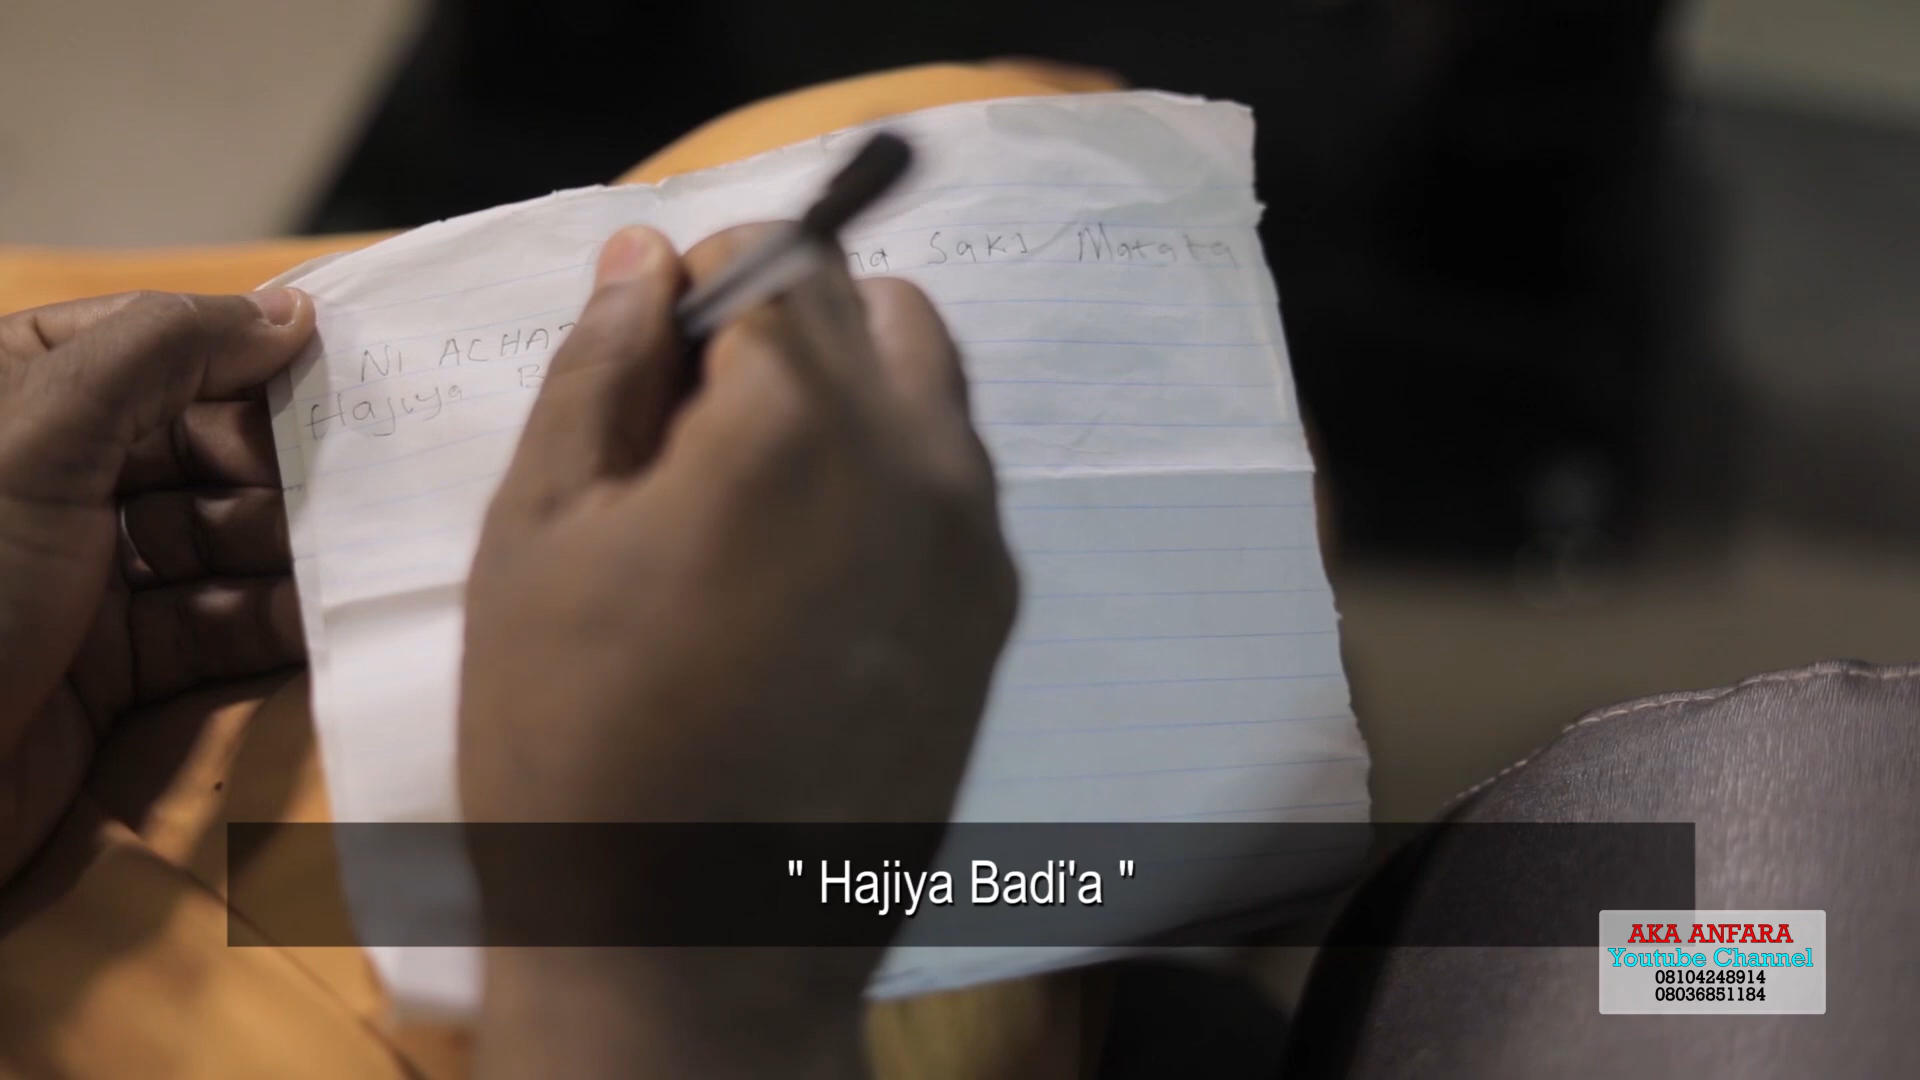 Saki Matata
NI ACHA
Hajiya B
" Hajiya Badi'a "
AKA ANFARA
Youtube Channel
08104248914
08036851184